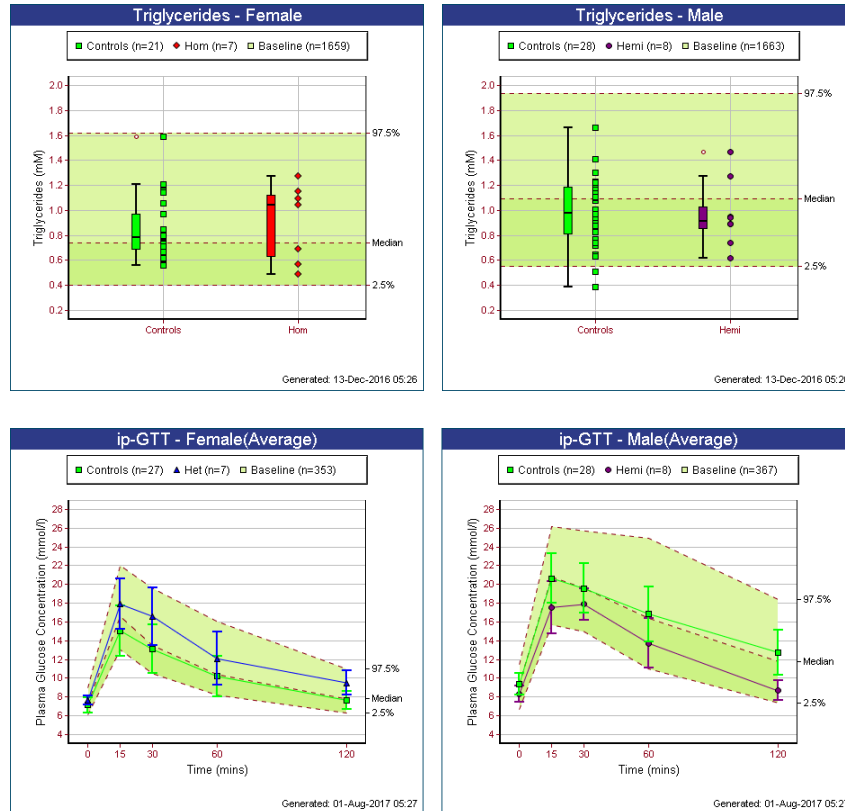 Triglycerides - Female
Controls (n=21) Hom (n=7) Baseline (n=1659)
Triglycerides (mM)
2.0
1.8
1.6
1.4
1.2
1.0
0.8
0.6
0.4
0.2
97.5%
Median
2.5%
Controls Hom
Generated: 13-Dec-2016 05:26
Triglycerides - Male
Controls (n=28) Hemi (n=8) Baseline (n=1663)
Triglycerides (mM)
2.0
1.8
1.6
1.4
1.2
1.0
0.8
0.6
0.4
0.2
97.5%
Median
2.5%
Controls Hemi
Generated: 13-Dec-2016
ip-GTT - Female(Average)
Controls (n=27) Het (n=7) Baseline (n=353)
Plasma Glucose Concentration (mmol/l)
28
26
24
22
20
18
16
14
12
10
8
6
4
97.5%
Median
2.5%
0 15 30 60 120
Time (mins)
Generated: 01-Aug-2017 05:27
ip-GTT - Male(Average)
Controls (n=28) Hemi (n=8) Baseline (n=367)
Plasma Glucose Concentration (mmol/l)
28
26
24
22
20
18
16
14
12
10
8
6
4
97.5%
Median
2.5%
0 15 30 60 120
Time (mins)
Generated: 01-Aug-2017